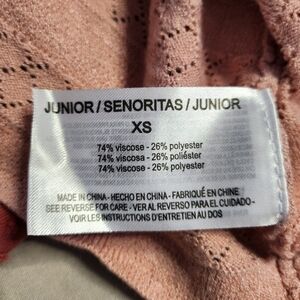 JUNIOR / SENORITAS / JUNIOR
XS
74% viscose - 26% polyester
74% viscosa - 26% poliéster
74% viscose - 26% polyester
MADE IN CHINA - HECHO EN CHINA - FABRIQUÉ EN CHINE
SEE REVERSE FOR CARE - VER AL REVERSO PARA EL CUIDADO -
VOIR LES INSTRUCTIONS D'ENTRETIEN AU DOS